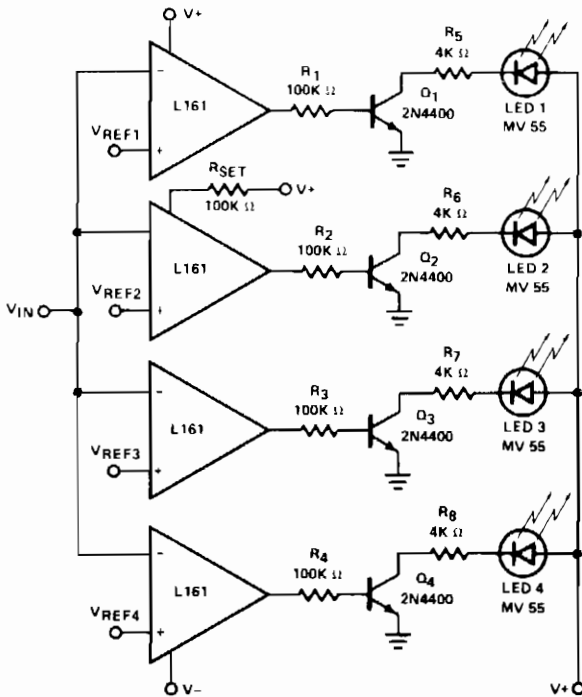 V+
R5
4K Ω
R1
100K Ω
−
L161
Q1
2N4400
LED 1
MV 55
VREF1
+
RSET
100K Ω
V+
R6
4K Ω
R2
100K Ω
−
L161
Q2
2N4400
LED 2
MV 55
VREF2
+
VIN
R7
4K Ω
R3
100K Ω
−
L161
Q3
2N4400
LED 3
MV 55
VREF3
+
R8
4K Ω
R4
100K Ω
−
L161
Q4
2N4400
LED 4
MV 55
VREF4
+
V−
V+